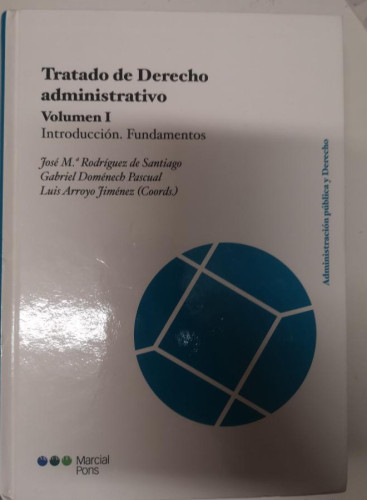 Tratado de Derecho
administrativo
Volumen I
Introducción. Fundamentos
José M.ª Rodríguez de Santiago
Gabriel Doménech Pascual
Luis Arroyo Jiménez (Coords.)
Administración pública y Derecho
Marcial
Pons